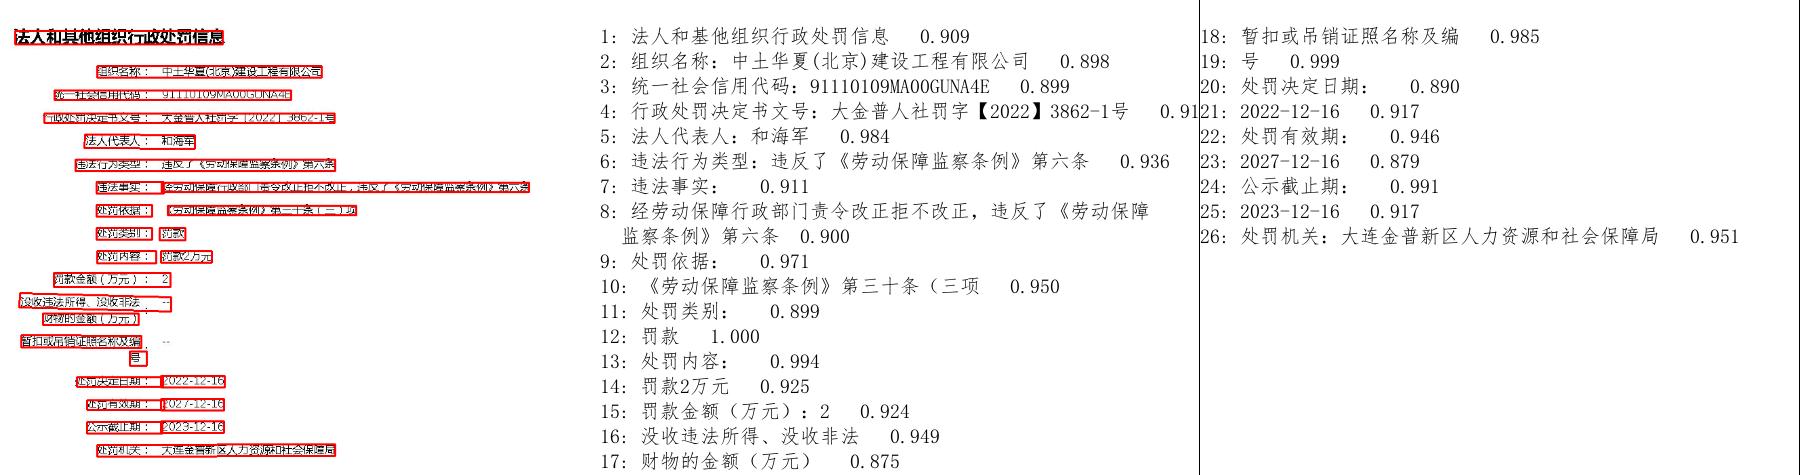 法人和其他组织行政处罚信息
组织名称： 中土华夏(北京)建设工程有限公司
统一社会信用代码： 91110109MA00GUNA4E
行政处罚决定书文号： 大金普人社罚字【2022】3862-1号
法人代表人： 和海军
违法行为类型： 违反了《劳动保障监察条例》第六条
违法事实： 经劳动保障行政部门责令改正拒不改正，违反了《劳动保障监察条例》第六条
处罚依据： 《劳动保障监察条例》第三十条（三）项
处罚类别： 罚款
处罚内容： 罚款2万元
罚款金额（万元）： 2
没收违法所得、没收非法 --
财物的金额（万元）
暂扣或吊销证照名称及编 --
号
处罚决定日期： 2022-12-16
处罚有效期： 2027-12-16
公示截止期： 2023-12-16
处罚机关： 大连金普新区人力资源和社会保障局
1: 法人和基他组织行政处罚信息 0.909
2: 组织名称：中土华夏(北京)建设工程有限公司 0.898
3: 统一社会信用代码：91110109MA00GUNA4E 0.899
4: 行政处罚决定书文号：大金普人社罚字【2022】3862-1号 0.91
5: 法人代表人：和海军 0.984
6: 违法行为类型：违反了《劳动保障监察条例》第六条 0.936
7: 违法事实： 0.911
8: 经劳动保障行政部门责令改正拒不改正，违反了《劳动保障
监察条例》第六条 0.900
9: 处罚依据： 0.971
10: 《劳动保障监察条例》第三十条（三项 0.950
11: 处罚类别： 0.899
12: 罚款 1.000
13: 处罚内容： 0.994
14: 罚款2万元 0.925
15: 罚款金额（万元）：2 0.924
16: 没收违法所得、没收非法 0.949
17: 财物的金额（万元） 0.875
18: 暂扣或吊销证照名称及编 0.985
19: 号 0.999
20: 处罚决定日期： 0.890
21: 2022-12-16 0.917
22: 处罚有效期： 0.946
23: 2027-12-16 0.879
24: 公示截止期： 0.991
25: 2023-12-16 0.917
26: 处罚机关：大连金普新区人力资源和社会保障局 0.951